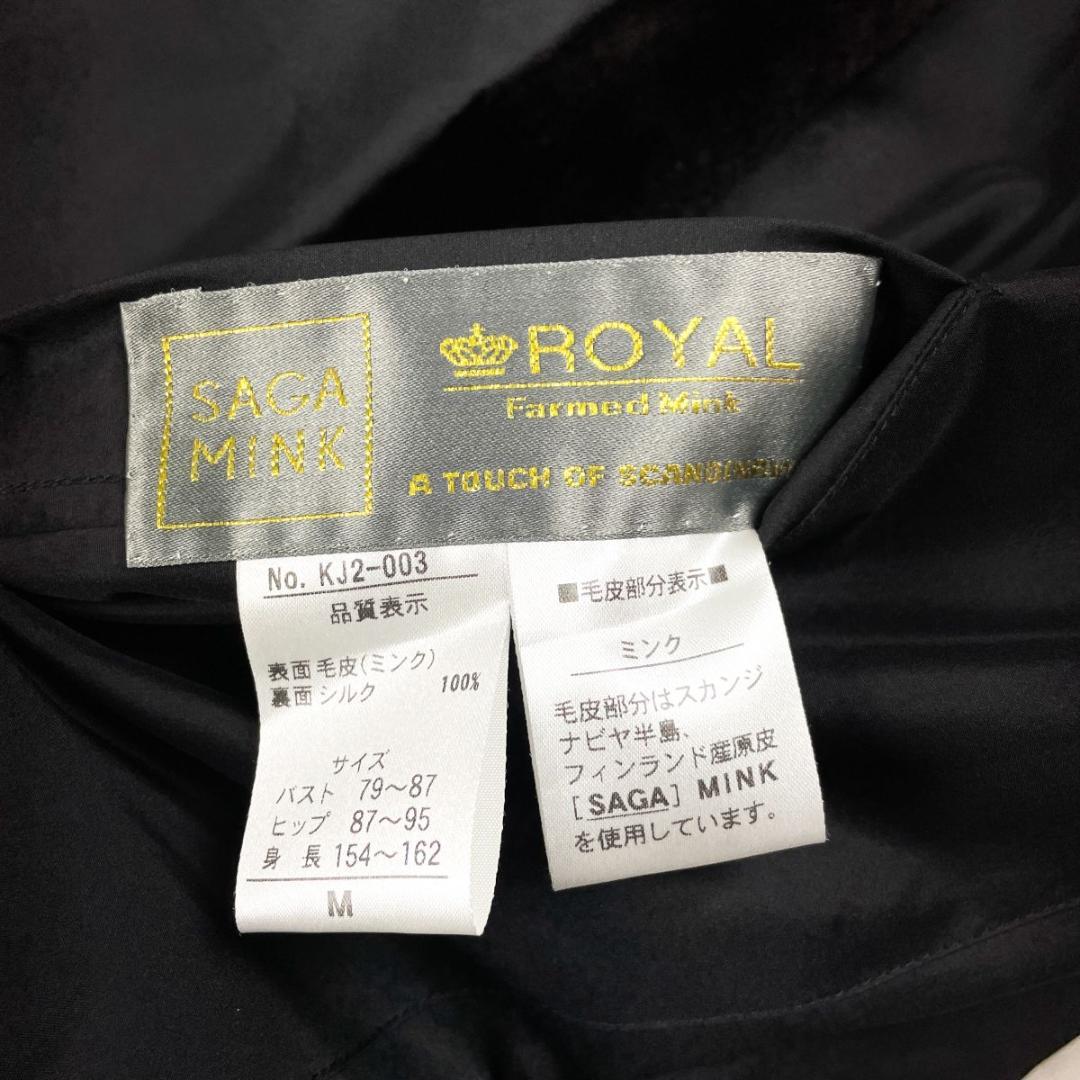 SAGA
MINK
ROYAL
Farmed Mink
A TOUCH OF
No. KJ2-003
品質表示
表面 毛皮(ミンク)
裏面 シルク 100%
サイズ
バスト 79～87
ヒップ 87～95
身長 154～162
M
■毛皮部分表示■
ミンク
毛皮部分はスカンジ
ナビヤ半島、
フィンランド産原皮
[SAGA] MINK
を使用しています。